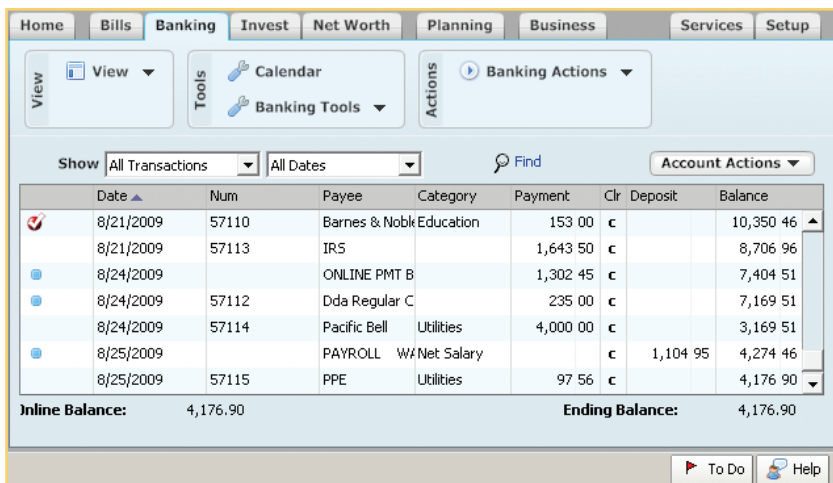 Home Bills Banking Invest Net Worth Planning Business Services Setup
View
View
Tools
Calendar
Banking Tools
Actions
Banking Actions
Show All Transactions All Dates Find Account Actions
Date Num Payee Category Payment Clr Deposit Balance
8/21/2009 57110 Barnes & Noble Education 153 00 c 10,350 46
8/21/2009 57113 IRS 1,643 50 c 8,706 96
8/24/2009 ONLINE PMT B 1,302 45 c 7,404 51
8/24/2009 57112 Dda Regular C 235 00 c 7,169 51
8/24/2009 57114 Pacific Bell Utilities 4,000 00 c 3,169 51
8/25/2009 PAYROLL WA Net Salary c 1,104 95 4,274 46
8/25/2009 57115 PPE Utilities 97 56 c 4,176 90
Online Balance: 4,176.90 Ending Balance: 4,176.90
To Do Help